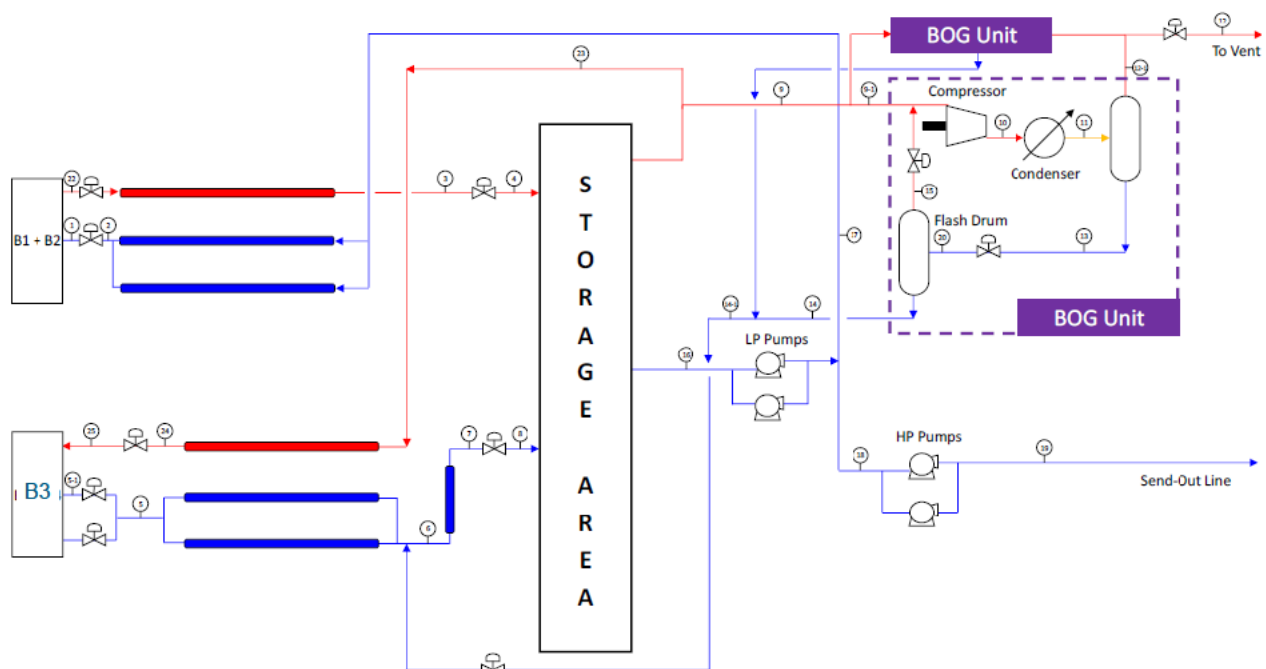 BOG Unit
12
To Vent
12-1
23
9
9-1
Compressor
10
11
Condenser
22
3
4
S
T
O
R
A
G
E
A
R
E
A
B1 + B2
1
2
15
Flash Drum
20
13
17
BOG Unit
14-1
14
LP Pumps
16
25
24
7
8
B3
5-1
5
6
18
HP Pumps
19
Send-Out Line